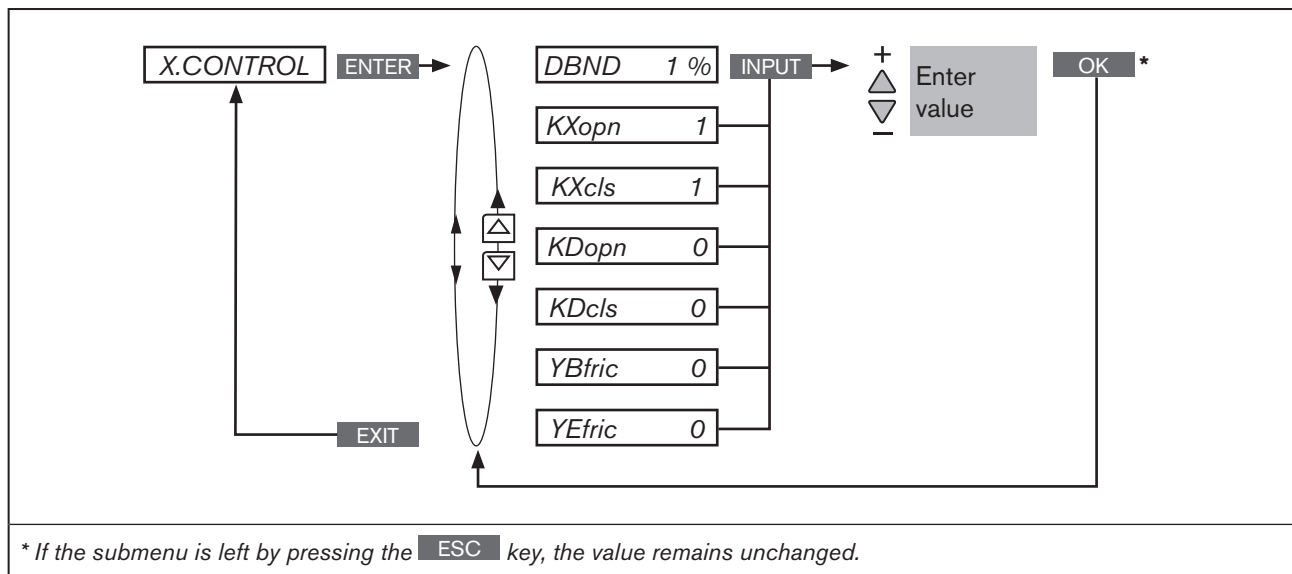 X.CONTROL ENTER DBND 1 % INPUT + Enter value – OK *
KXopn 1
KXcls 1
KDopn 0
KDcls 0
YBfric 0
YEfric 0
EXIT
* If the submenu is left by pressing the ESC key, the value remains unchanged.